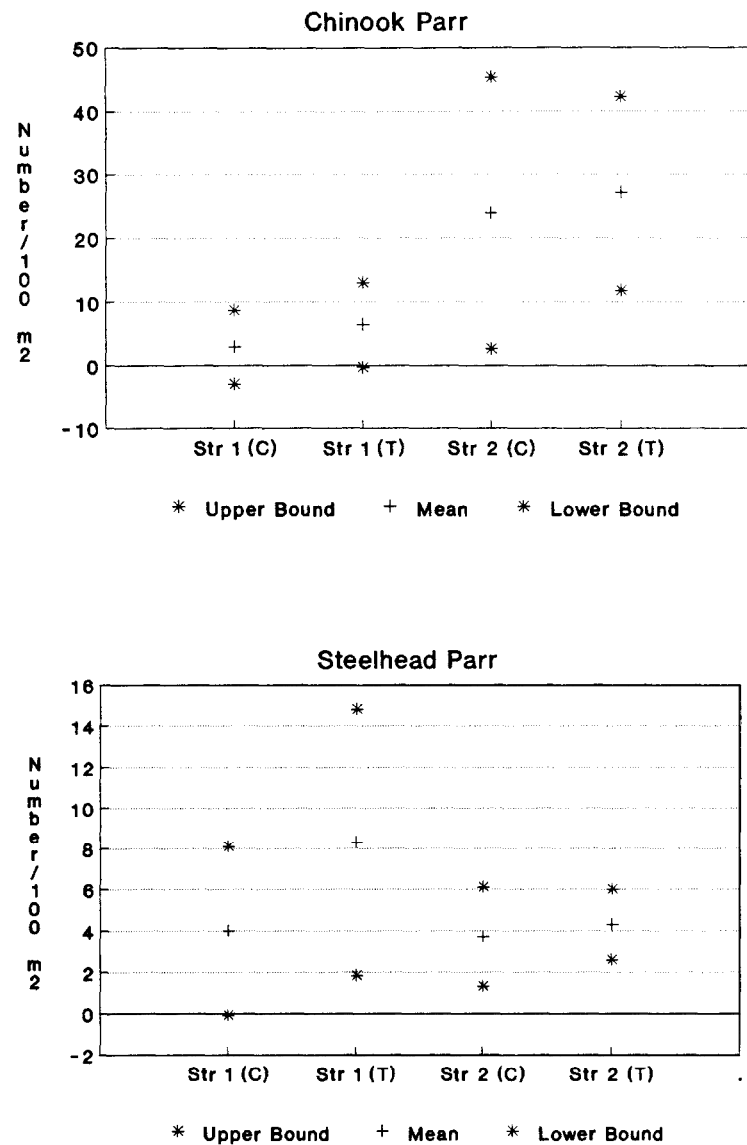 Chinook Parr
50
40
30
20
10
0
-10
Number/100 m2
Str 1 (C) Str 1 (T) Str 2 (C) Str 2 (T)
* Upper Bound + Mean * Lower Bound
Steelhead Parr
16
14
12
10
8
6
4
2
0
-2
Number/100 m2
Str 1 (C) Str 1 (T) Str 2 (C) Str 2 (T)
* Upper Bound + Mean * Lower Bound